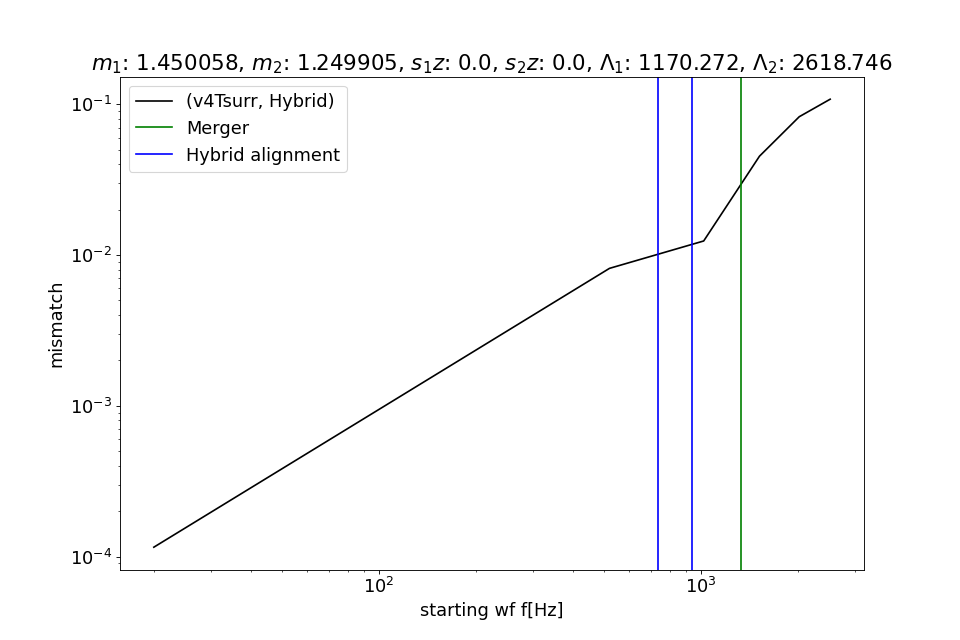 m₁: 1.450058, m₂: 1.249905, s₁z: 0.0, s₂z: 0.0, Λ₁: 1170.272, Λ₂: 2618.746
(v4Tsurr, Hybrid)
Merger
Hybrid alignment
10⁻¹
10⁻²
10⁻³
10⁻⁴
mismatch
10² 10³
starting wf f[Hz]